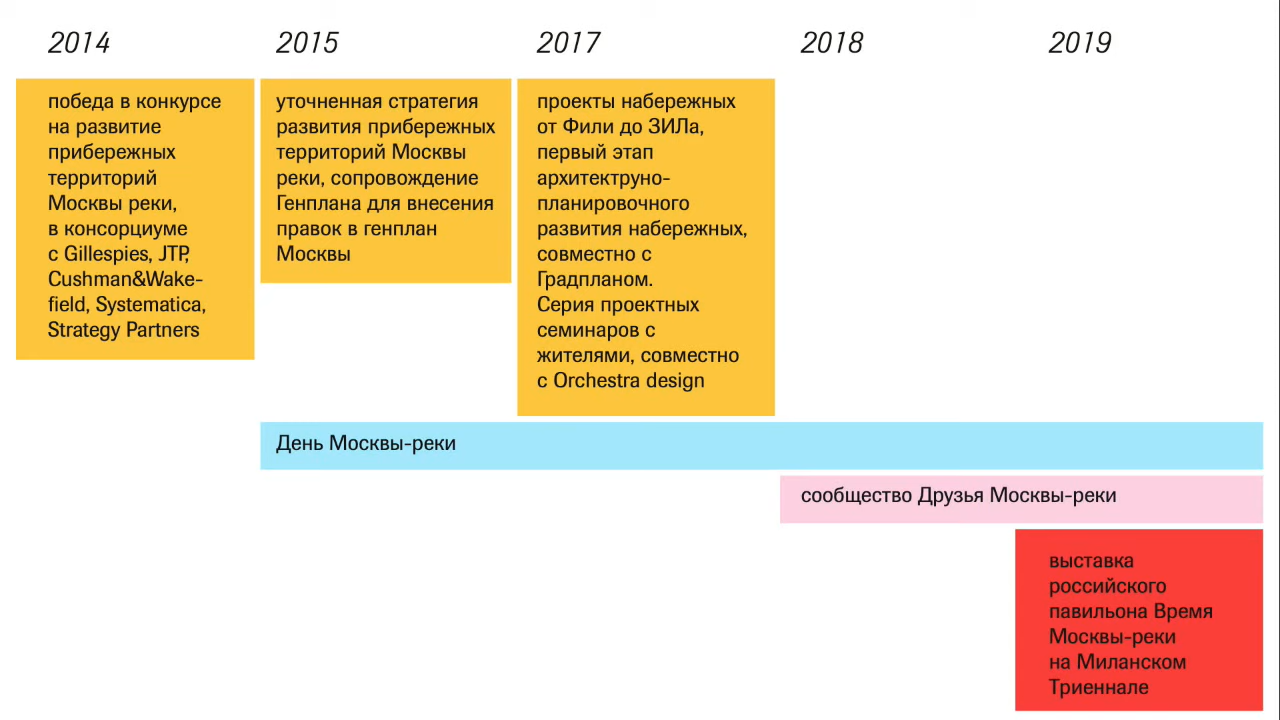 2014
2015
2017
2018
2019
победа в конкурсе
на развитие
прибережных
территорий
Москвы реки,
в консорциуме
с Gillespies, JTP,
Cushman&Wake-
field, Systematica,
Strategy Partners
уточненная стратегия
развития прибережных
территорий Москвы
реки, сопровождение
Генплана для внесения
правок в генплан
Москвы
проекты набережных
от Фили до ЗИЛа,
первый этап
архитектруно-
планировочного
развития набережных,
совместно с
Градпланом.
Серия проектных
семинаров с
жителями, совместно
с Orchestra design
День Москвы-реки
сообщество Друзья Москвы-реки
выставка
российского
павильона Время
Москвы-реки
на Миланском
Триеннале